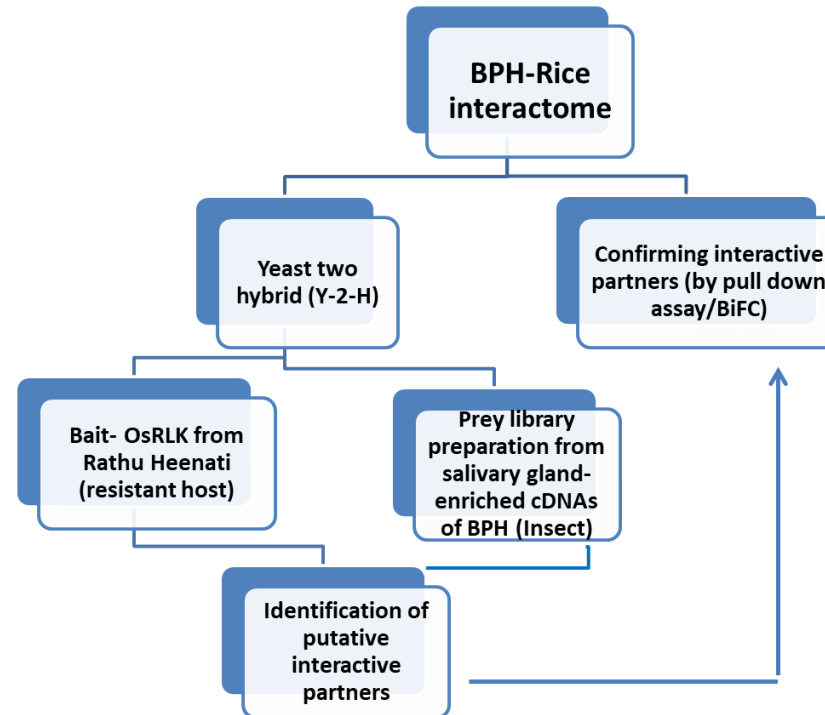 BPH-Rice
interactome
Yeast two
hybrid (Y-2-H)
Confirming interactive
partners (by pull down
assay/BiFC)
Bait- OsRLK from
Rathu Heenati
(resistant host)
Prey library
preparation from
salivary gland-
enriched cDNAs
of BPH (Insect)
Identification of
putative
interactive
partners